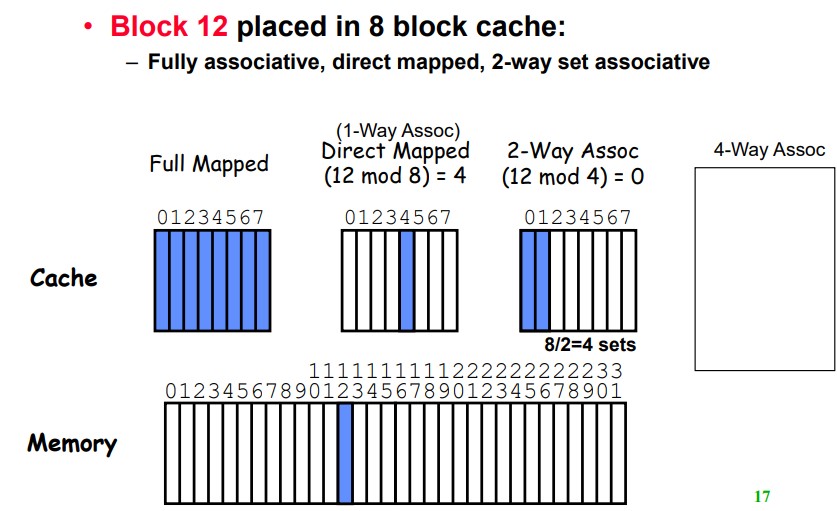 • Block 12 placed in 8 block cache:
– Fully associative, direct mapped, 2-way set associative
Full Mapped
(1-Way Assoc)
Direct Mapped
(12 mod 8) = 4
2-Way Assoc
(12 mod 4) = 0
4-Way Assoc
01234567
01234567
01234567
Cache
8/2=4 sets
1111111111222222222233
01234567890123456789012345678901
Memory
17